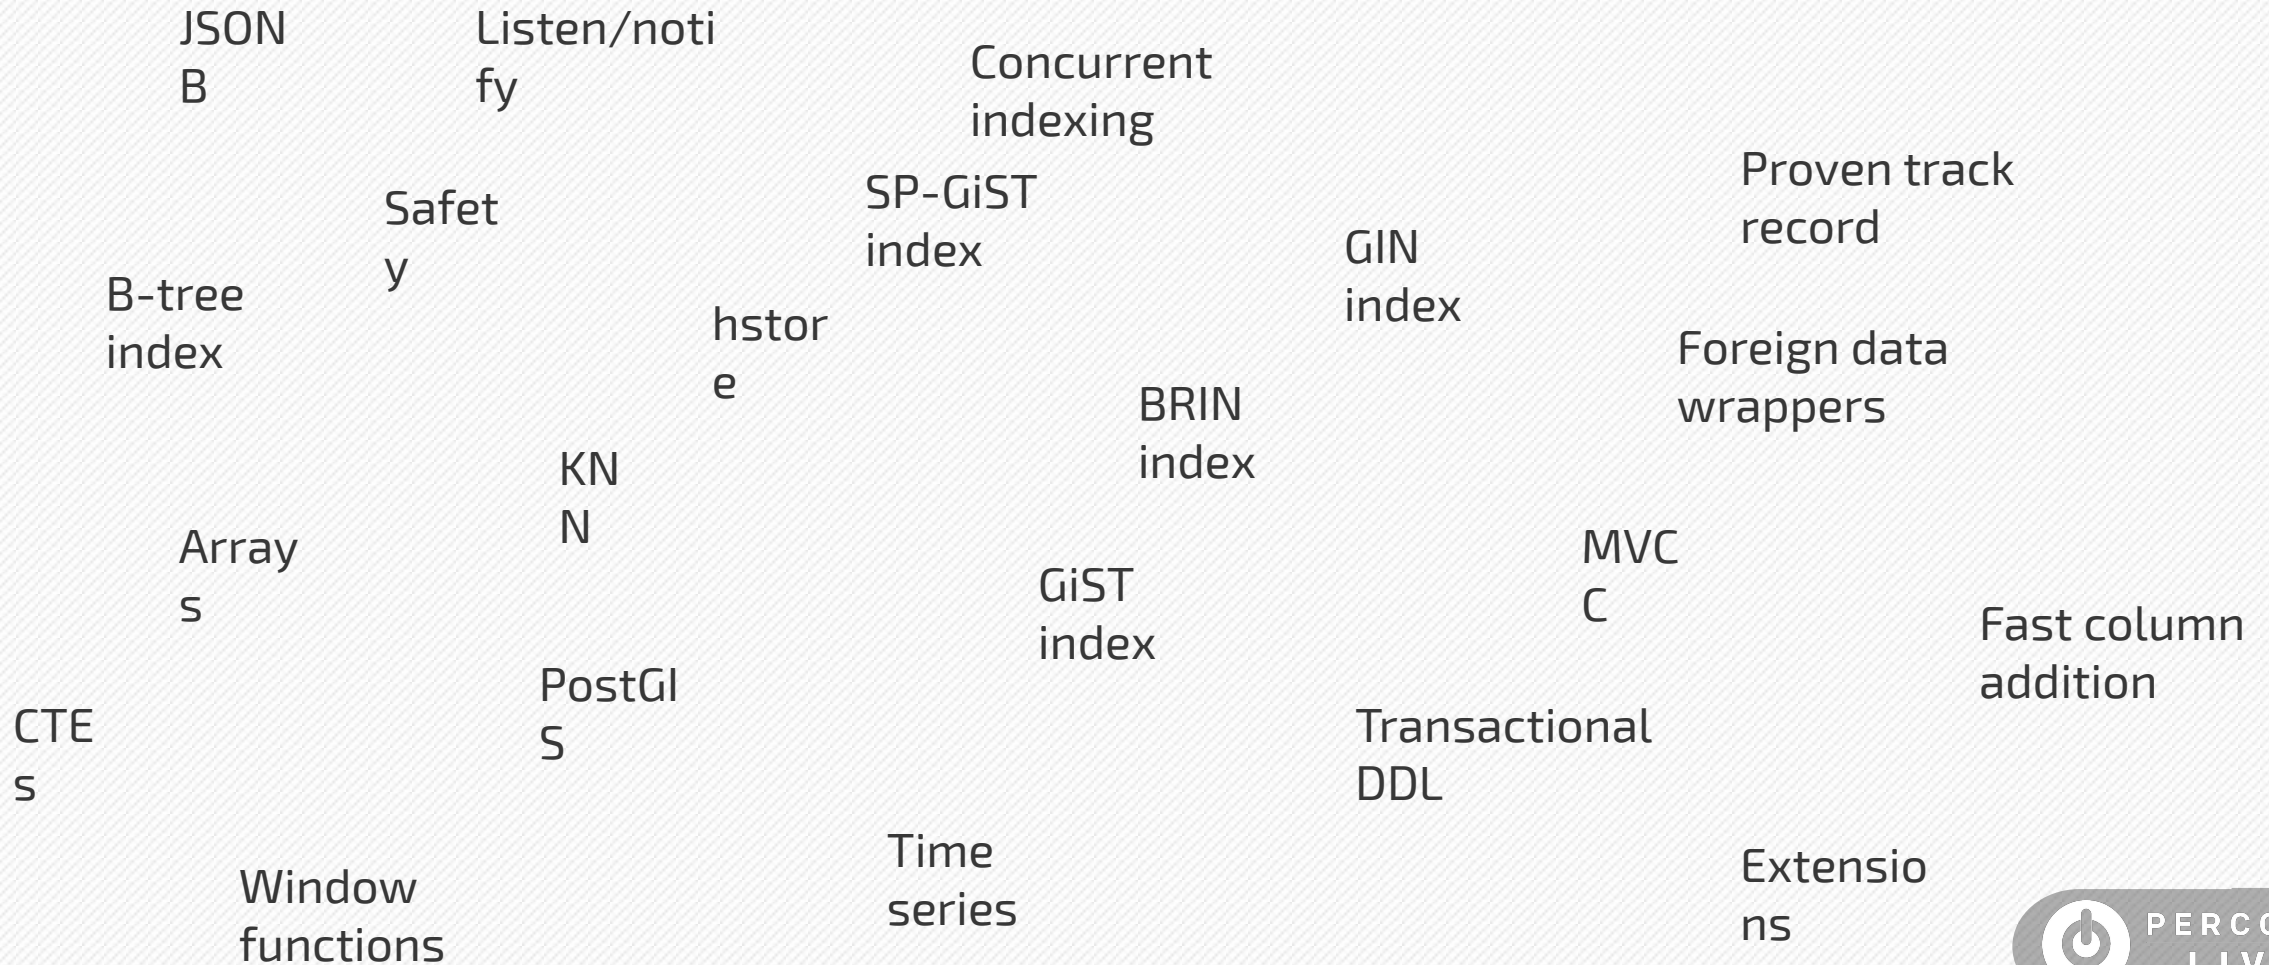 JSON
B
Listen/noti
fy
Concurrent
indexing
Proven track
record
SP-GiST
index
Safet
y
GIN
index
B-tree
index
hstor
e
Foreign data
wrappers
BRIN
index
KN
N
Array
s
MVC
C
GiST
index
Fast column
addition
PostGI
S
CTE
s
Transactional
DDL
Time
series
Extensio
ns
Window
functions